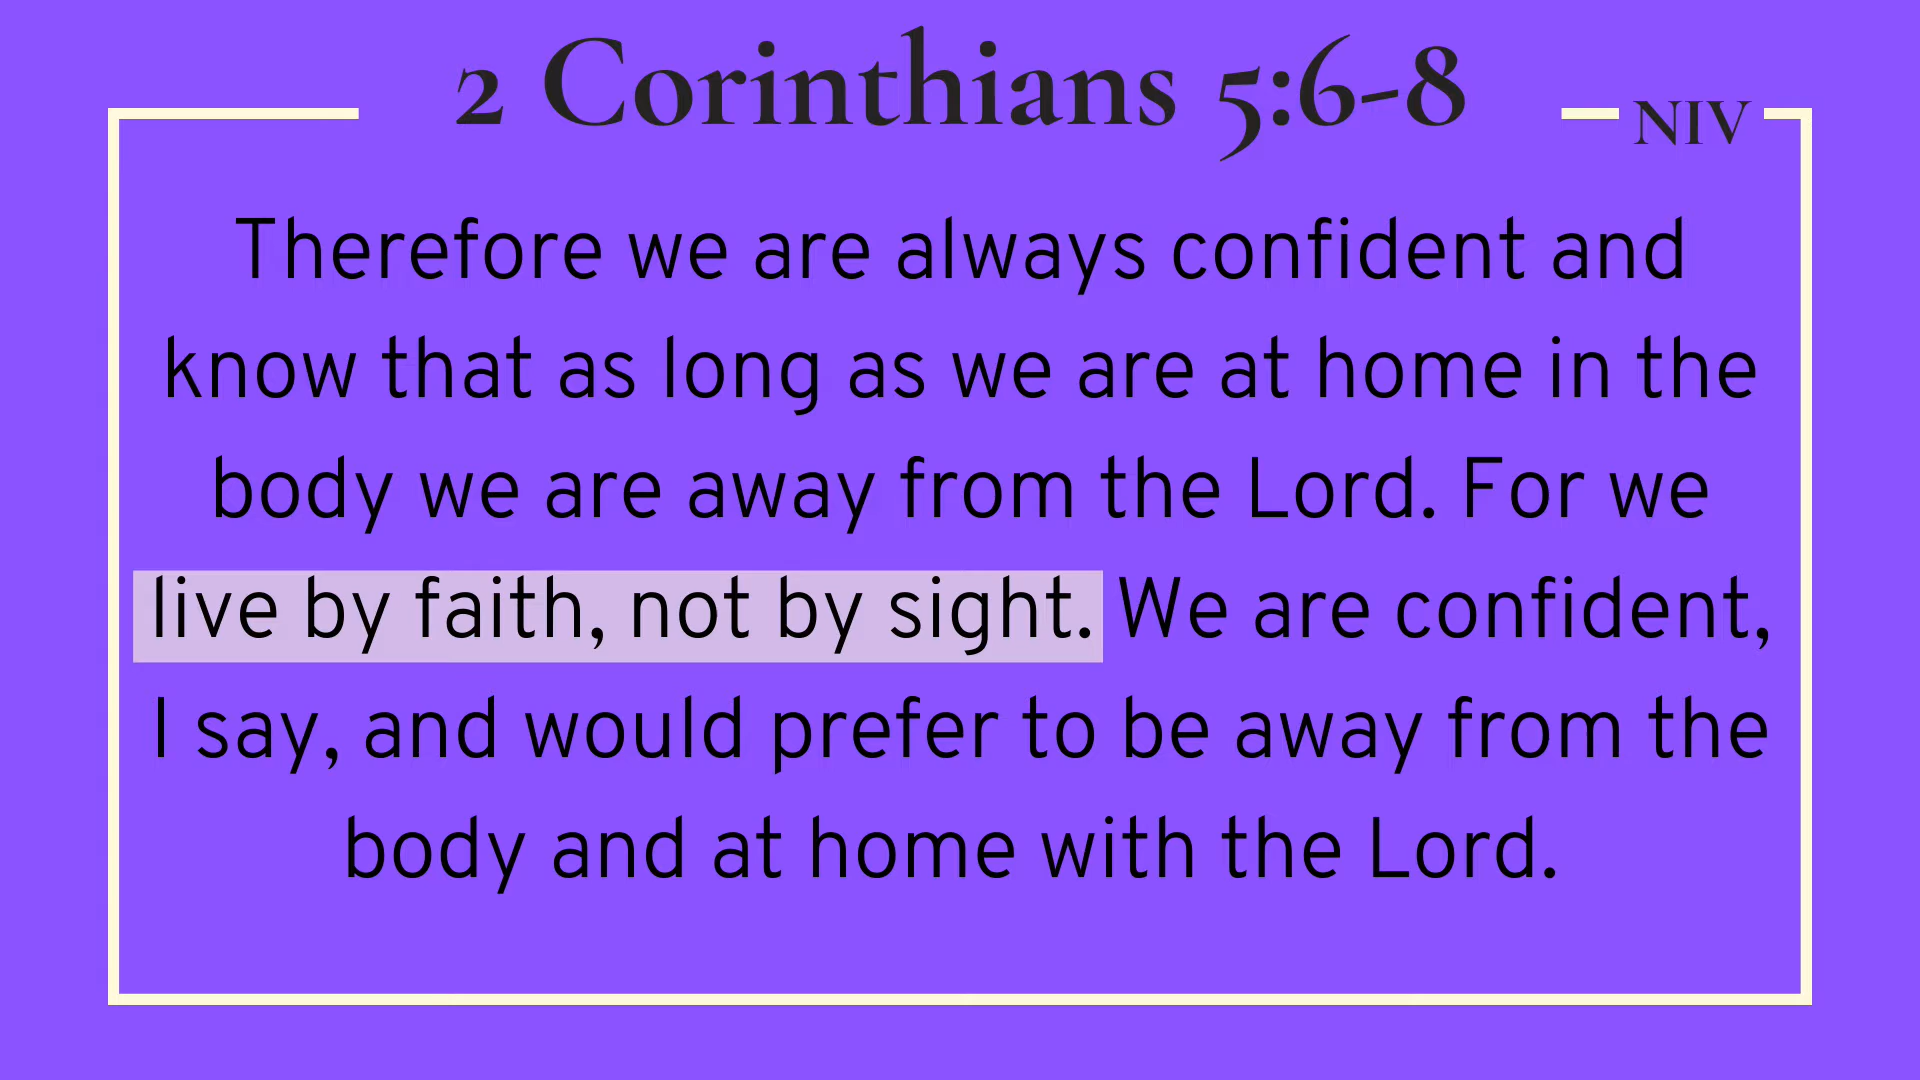 2 Corinthians 5:6-8
NIV
Therefore we are always confident and
know that as long as we are at home in the
body we are away from the Lord. For we
live by faith, not by sight. We are confident,
I say, and would prefer to be away from the
body and at home with the Lord.